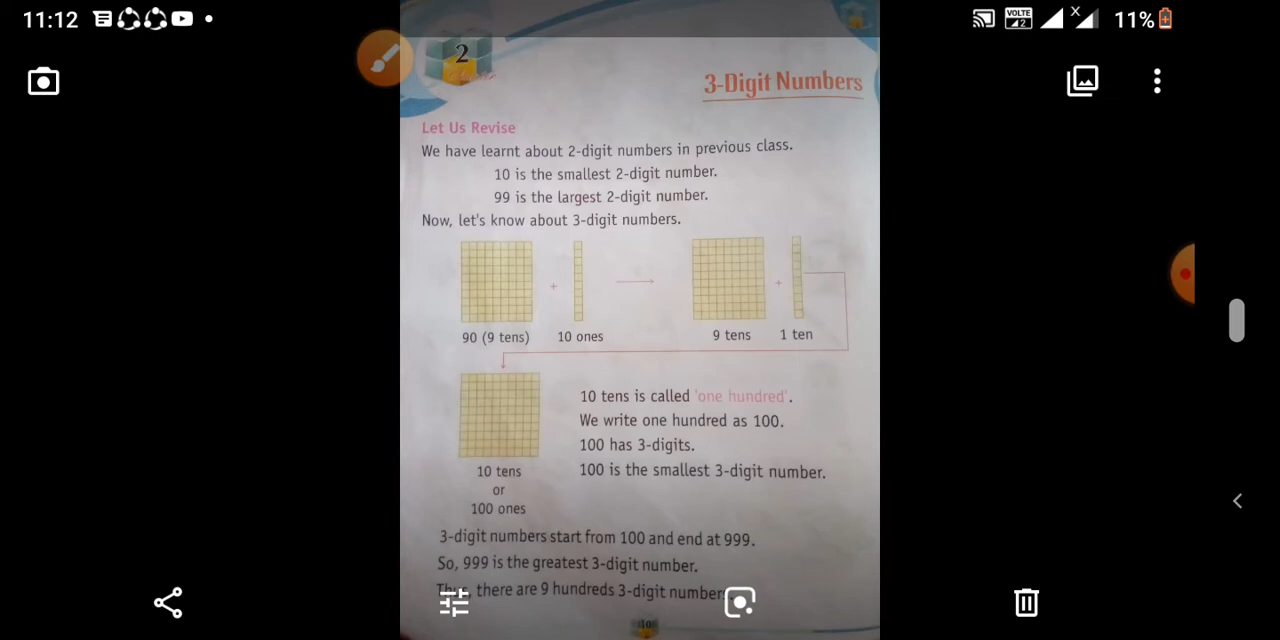 11:12
VOLTE
2
X
11%
2
3-Digit Numbers
Let Us Revise
We have learnt about 2-digit numbers in previous class.
10 is the smallest 2-digit number.
99 is the largest 2-digit number.
Now, let's know about 3-digit numbers.
+
+
90 (9 tens)
10 ones
9 tens
1 ten
10 tens is called 'one hundred'.
We write one hundred as 100.
100 has 3-digits.
100 is the smallest 3-digit number.
10 tens
or
100 ones
3-digit numbers start from 100 and end at 999.
So, 999 is the greatest 3-digit number.
there are 9 hundreds 3-digit numbers.